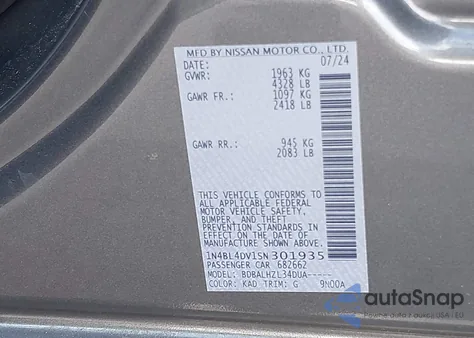 MFD BY NISSAN MOTOR CO., LTD.
DATE: 07/24
GVWR: 1963 KG
4328 LB
GAWR FR.: 1097 KG
2418 LB
GAWR RR.: 945 KG
2083 LB
THIS VEHICLE CONFORMS TO
ALL APPLICABLE FEDERAL
MOTOR VEHICLE SAFETY,
BUMPER, AND THEFT
PREVENTION STANDARDS IN
EFFECT ON THE DATE OF
MANUFACTURE SHOWN ABOVE.
1N4BL4DV1SN301935
PASSENGER CAR 682662
BDBALHZL34DUA-----
COLOR: KAD TRIM: G 9N00A
autaSnap